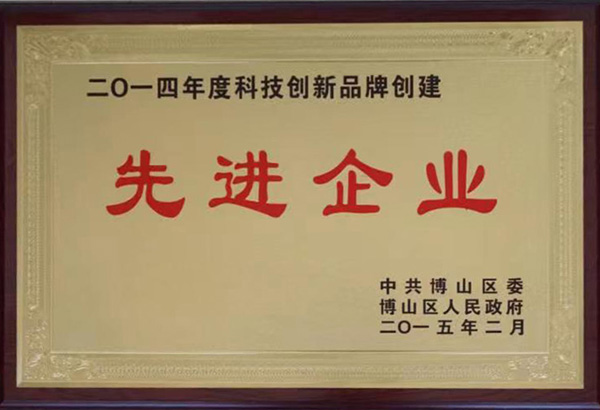 二〇一四年度科技创新品牌创建
先进企业
中共博山区委
博山区人民政府
二〇一五年二月